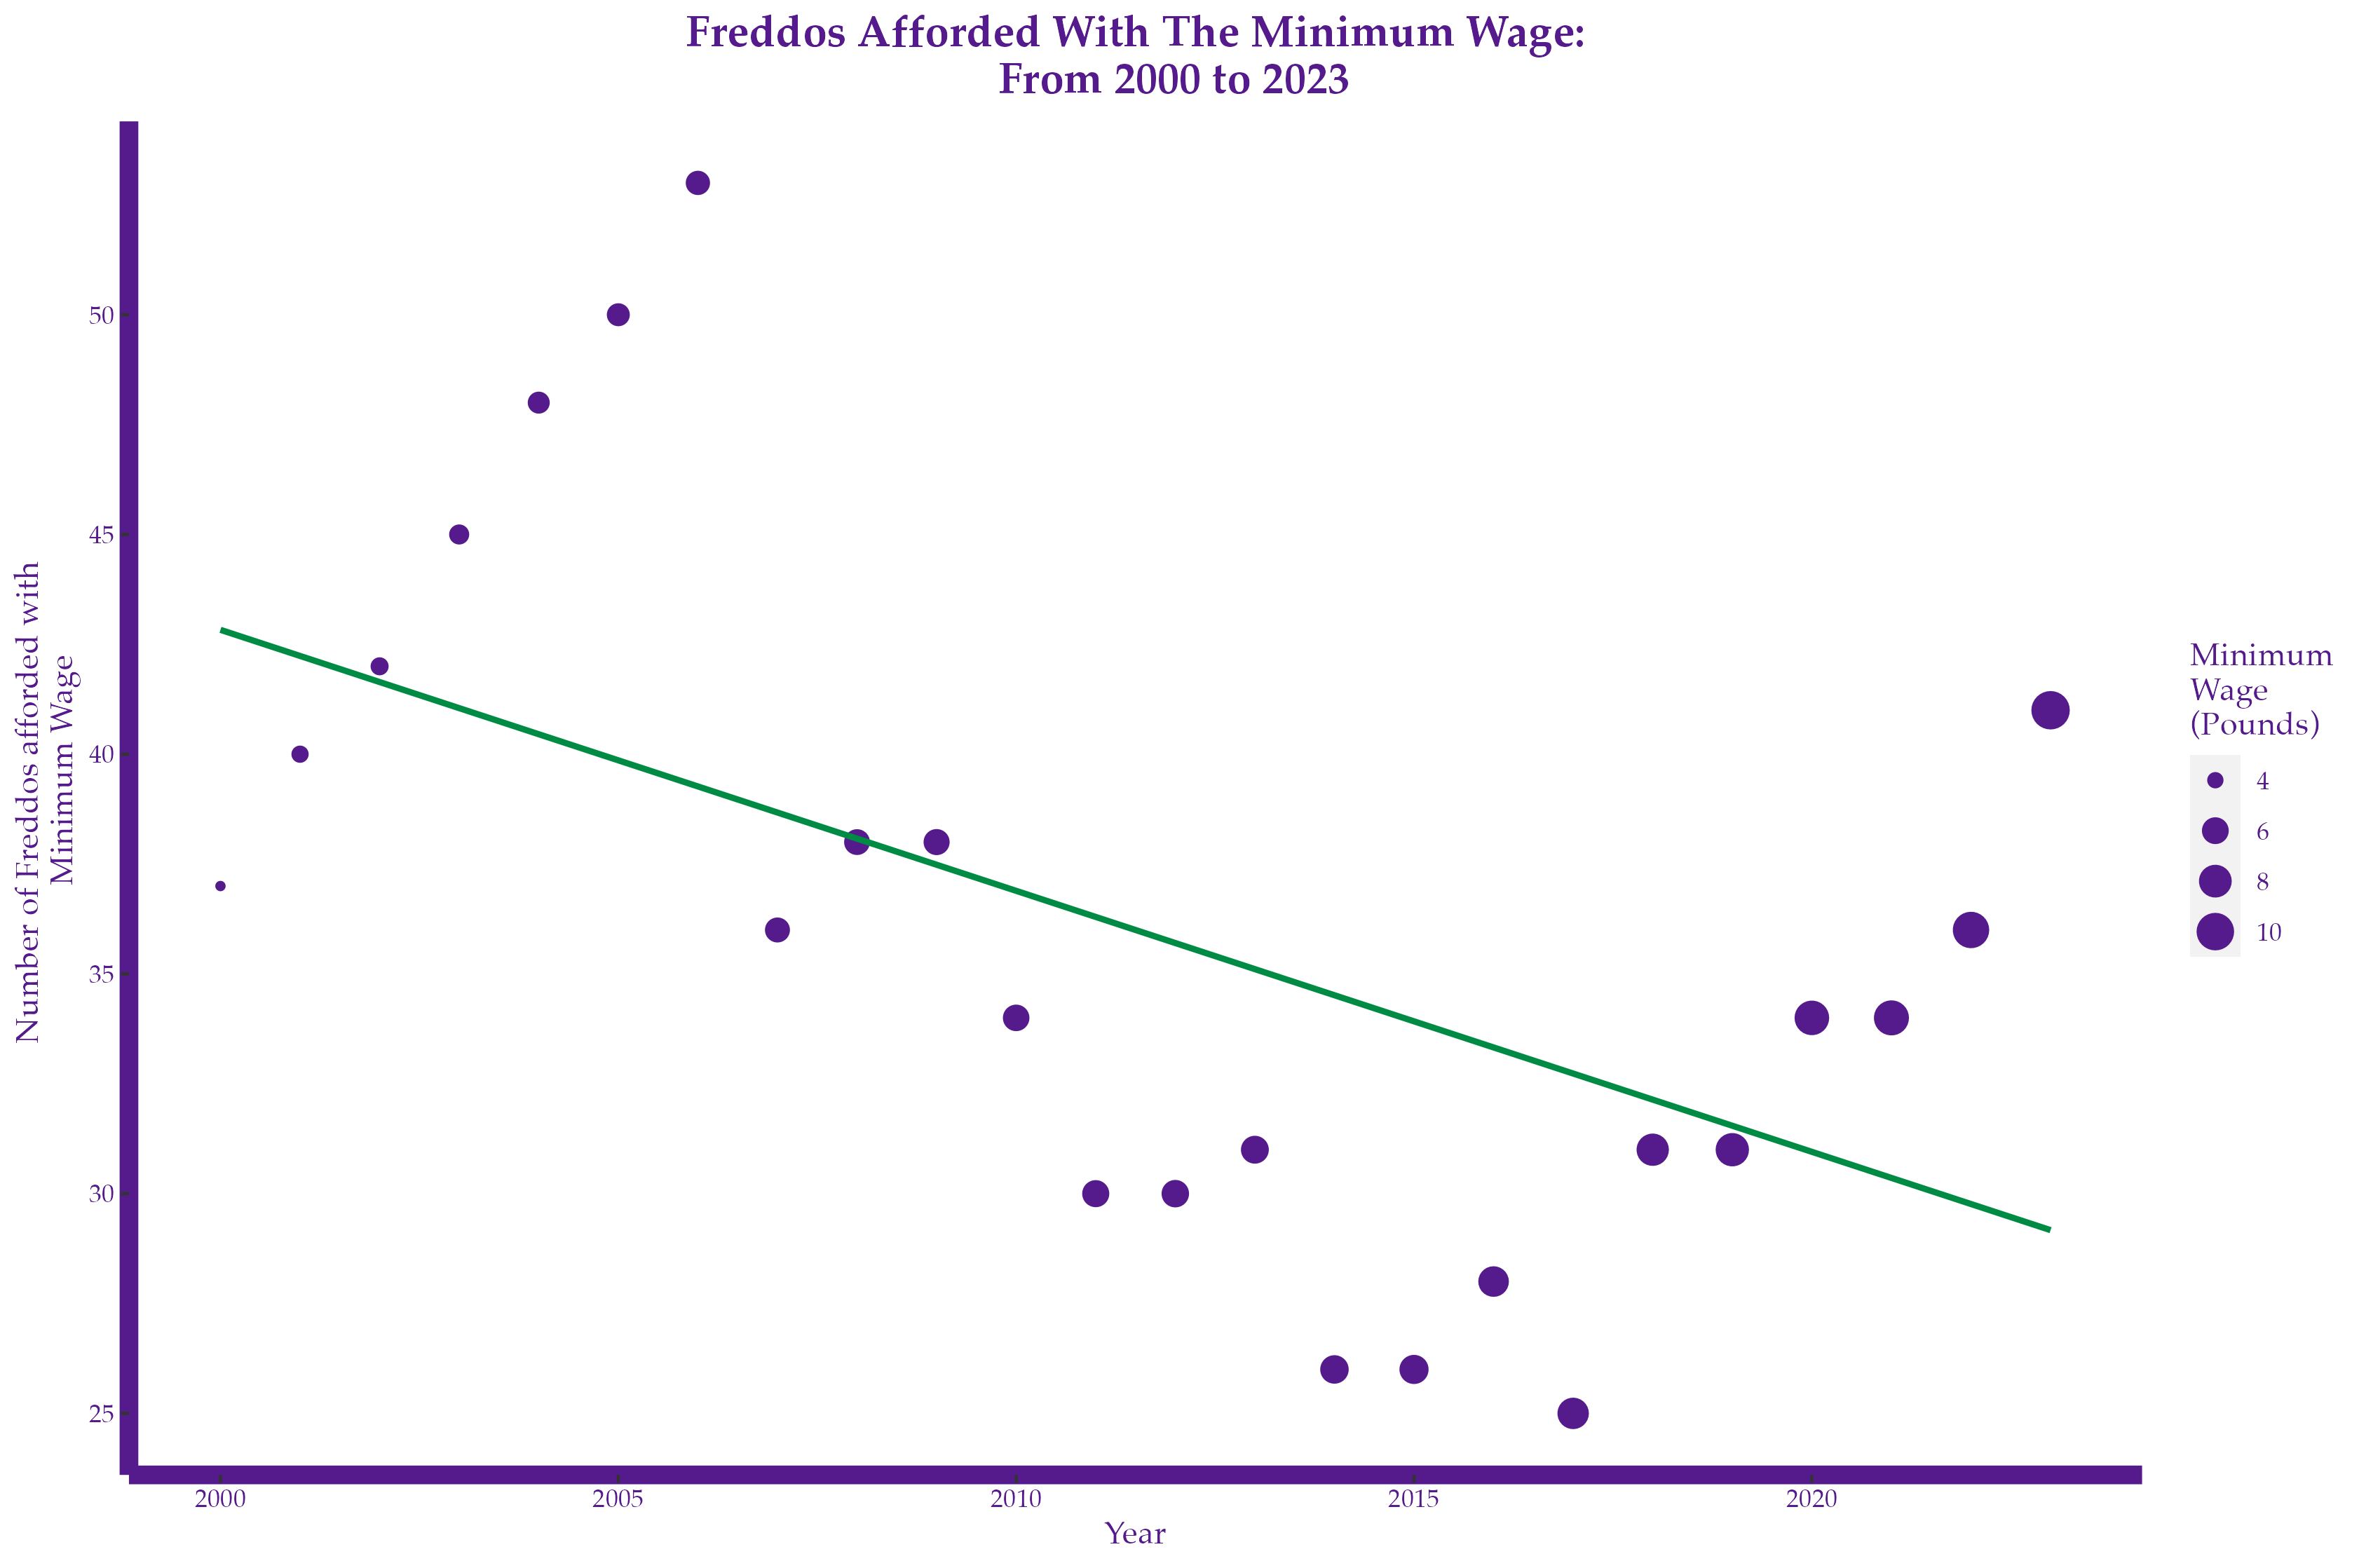 Freddos Afforded With The Minimum Wage:
From 2000 to 2023
Number of Freddos afforded with
Minimum Wage
50
45
40
35
30
25
2000
2005
2010
2015
2020
Year
Minimum
Wage
(Pounds)
4
6
8
10